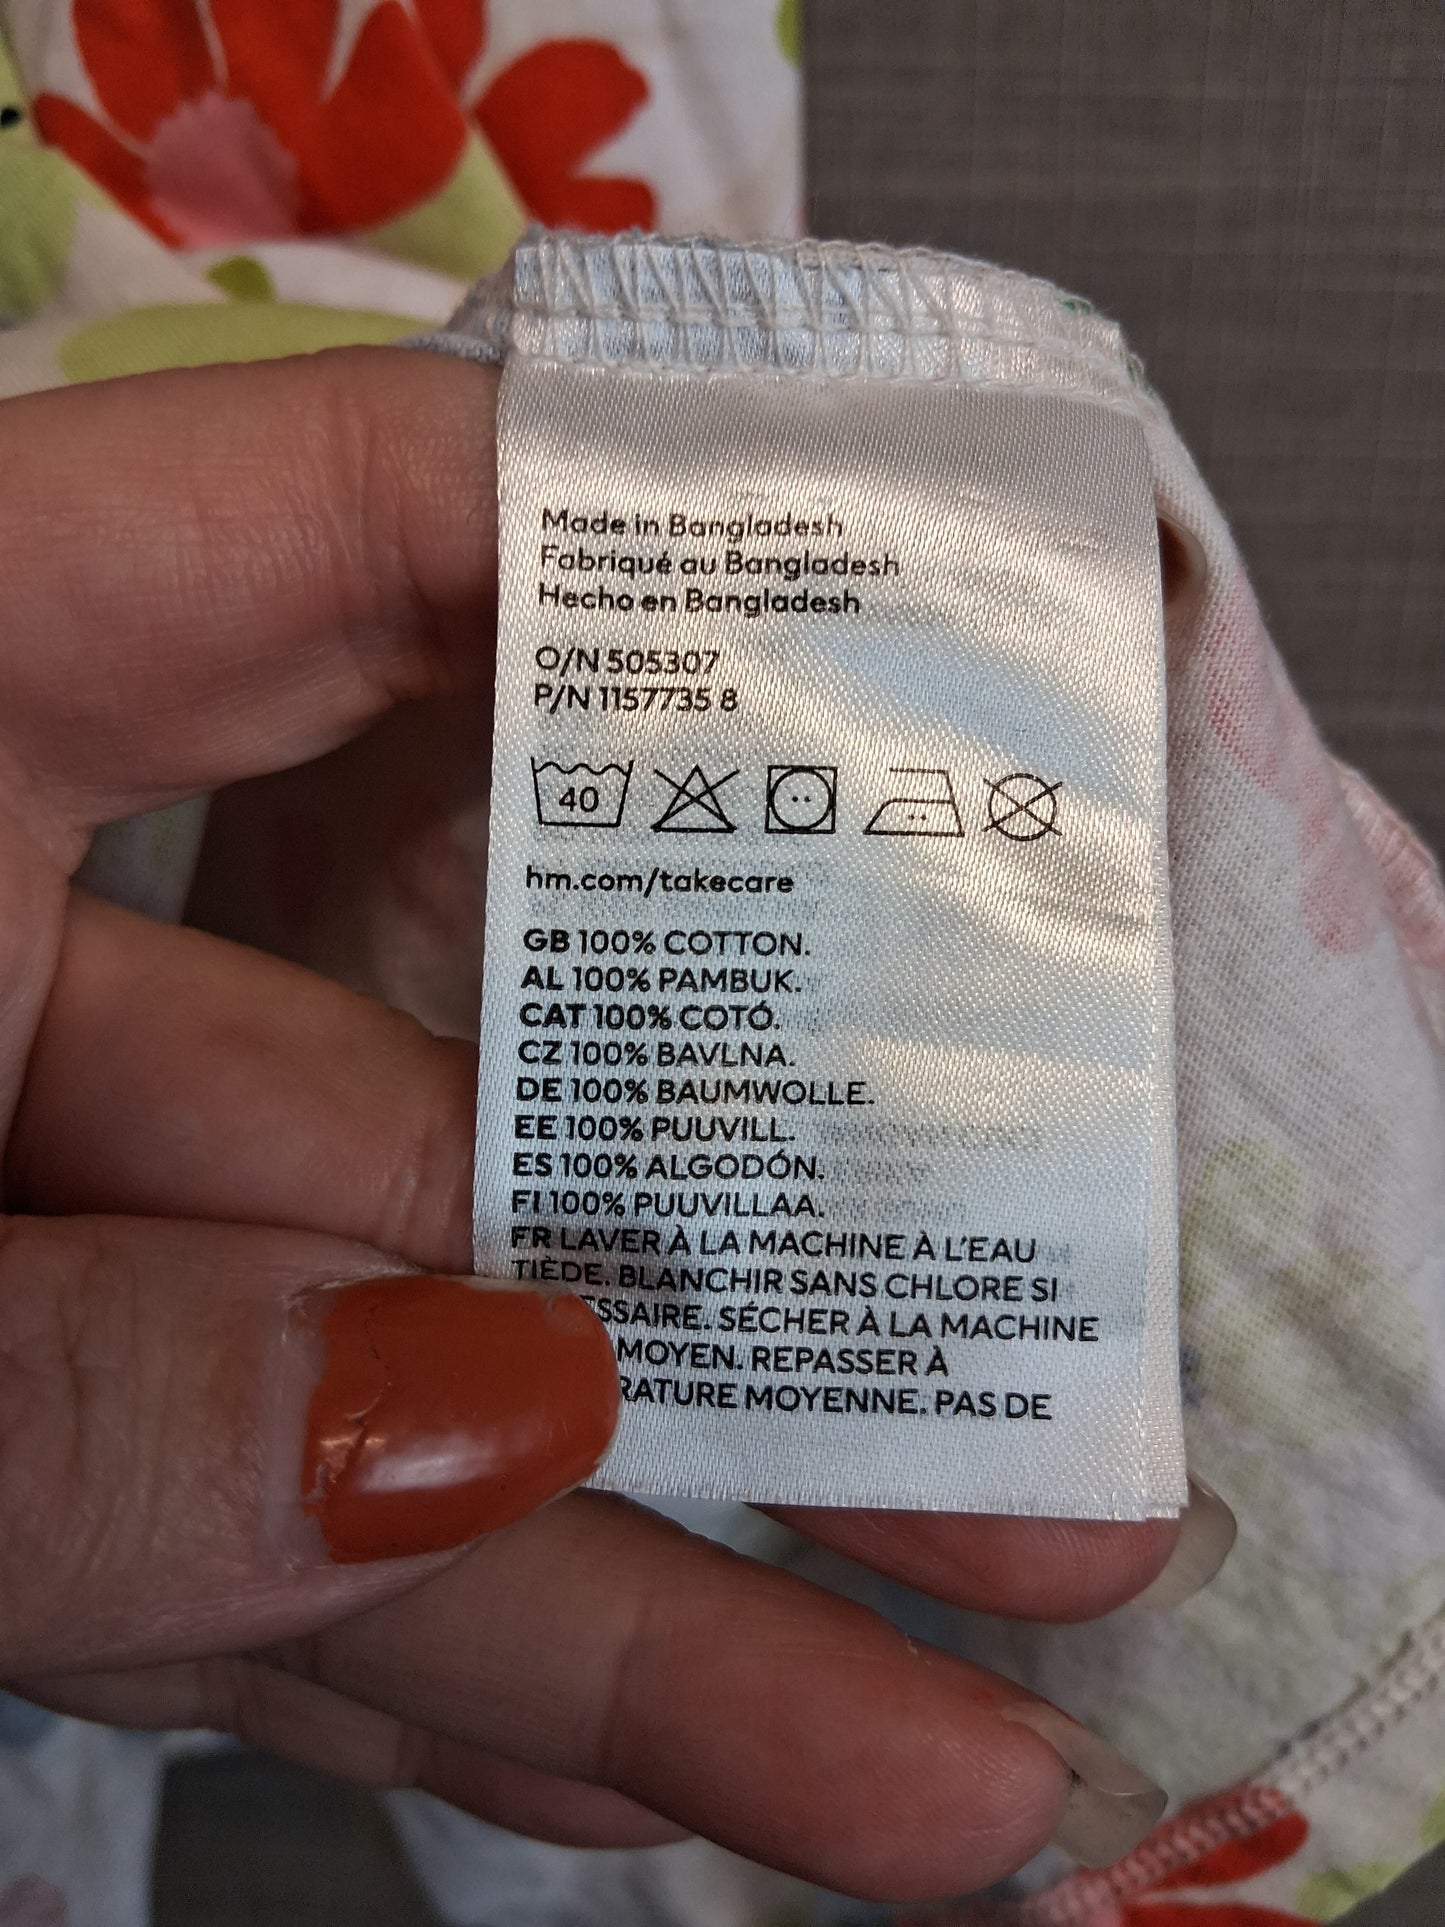 Made in Bangladesh
Fabriqué au Bangladesh
Hecho en Bangladesh
O/N 505307
P/N 1157735 8
40
hm.com/takecare
GB 100% COTTON.
AL 100% PAMBUK.
CAT 100% COTÓ.
CZ 100% BAVLNA.
DE 100% BAUMWOLLE.
EE 100% PUUVILL.
ES 100% ALGODÓN.
FI 100% PUUVILLAA.
FR LAVER À LA MACHINE À L'EAU
TIÈDE. BLANCHIR SANS CHLORE SI
SÉCHER À LA MACHINE
MOYEN. REPASSER À
MOYENNE. PAS DE